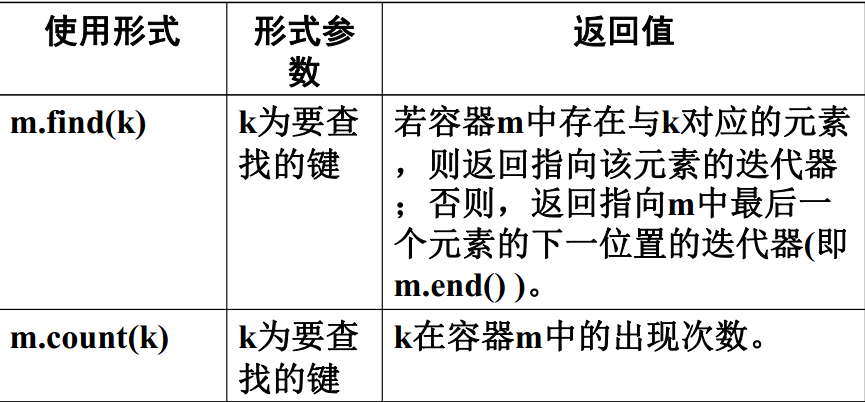 使用形式
形式参
数
返回值
m.find(k)
k为要查
找的键
若容器m中存在与k对应的元素
，则返回指向该元素的迭代器
；否则，返回指向m中最后一
个元素的下一位置的迭代器(即
m.end() )。
m.count(k)
k为要查
找的键
k在容器m中的出现次数。